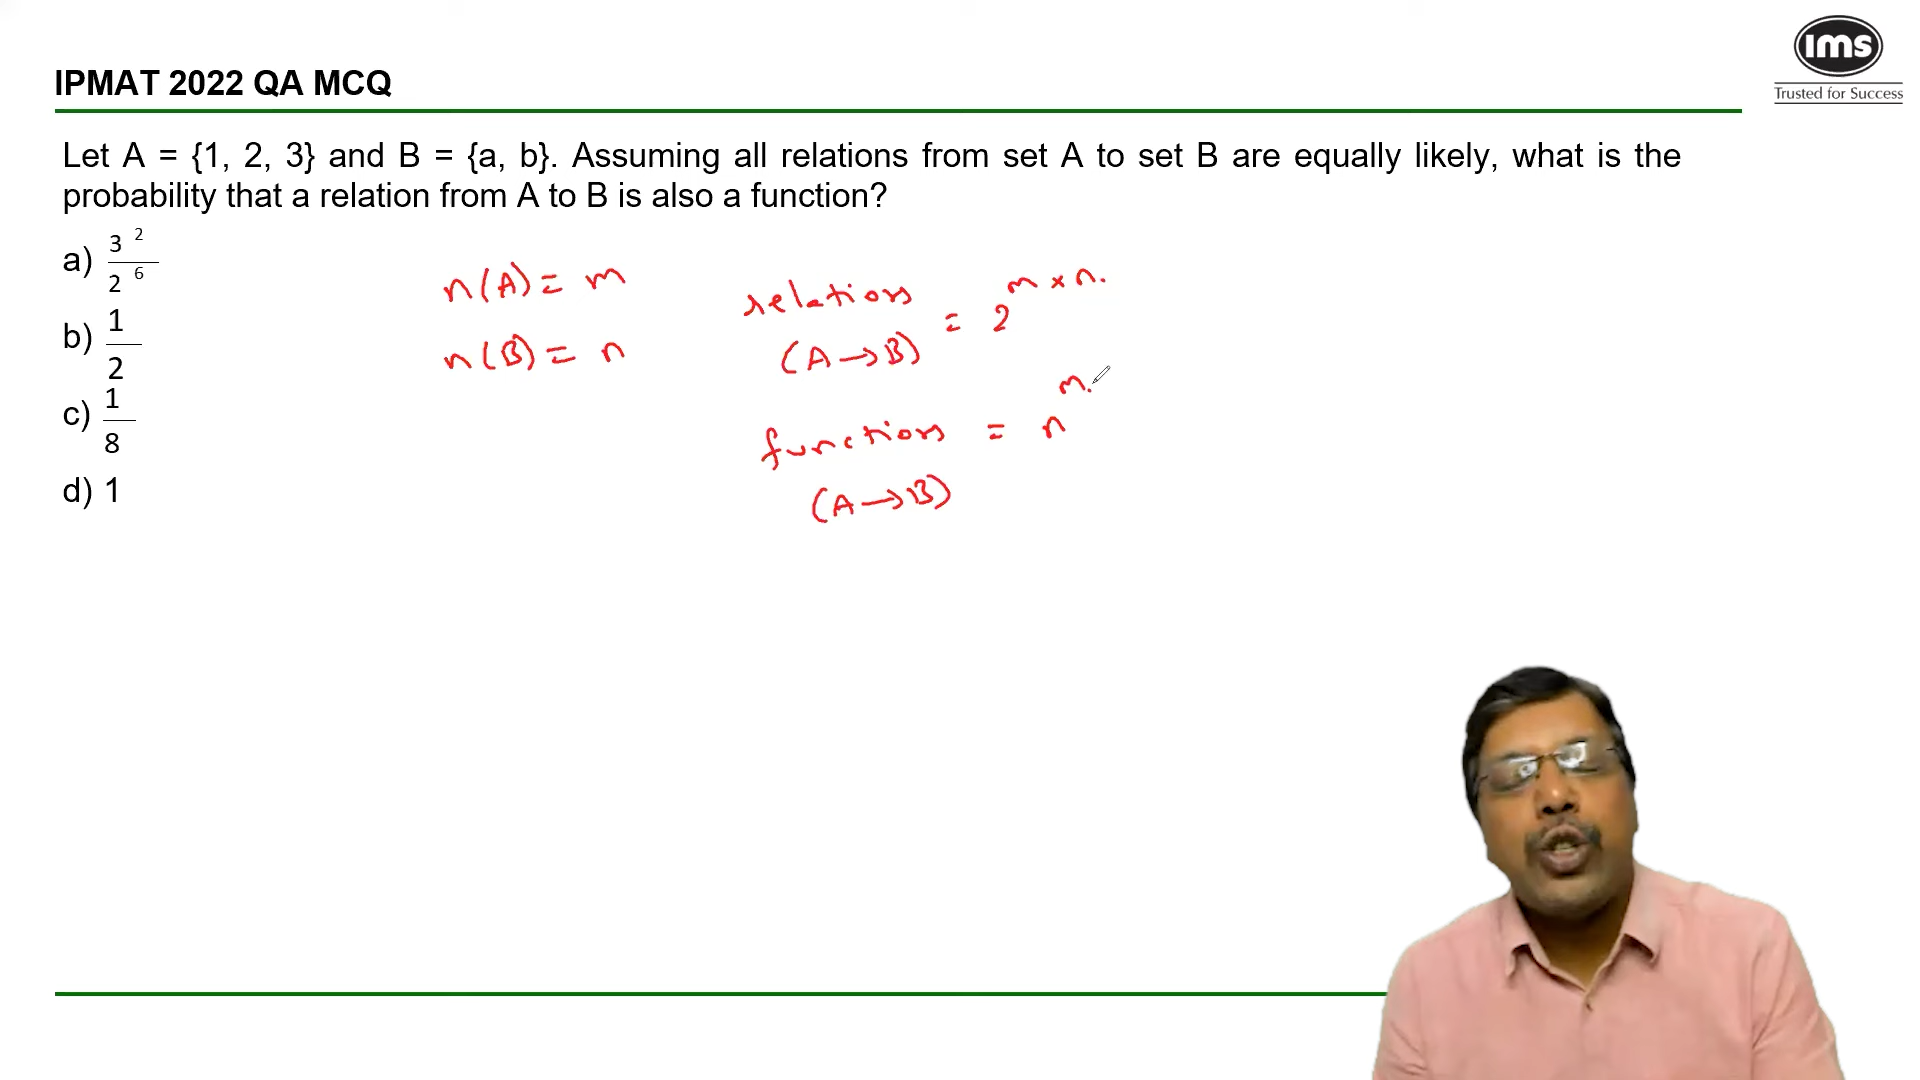 ims
Trusted for Success
IPMAT 2022 QA MCQ
Let A = {1, 2, 3} and B = {a, b}. Assuming all relations from set A to set B are equally likely, what is the
probability that a relation from A to B is also a function?
a) 3^2/2^6
b) 1/2
c) 1/8
d) 1
n(A) = m
n(B) = n
relations
(A→B) = 2^m×n.
functions = n^m.
(A→B)